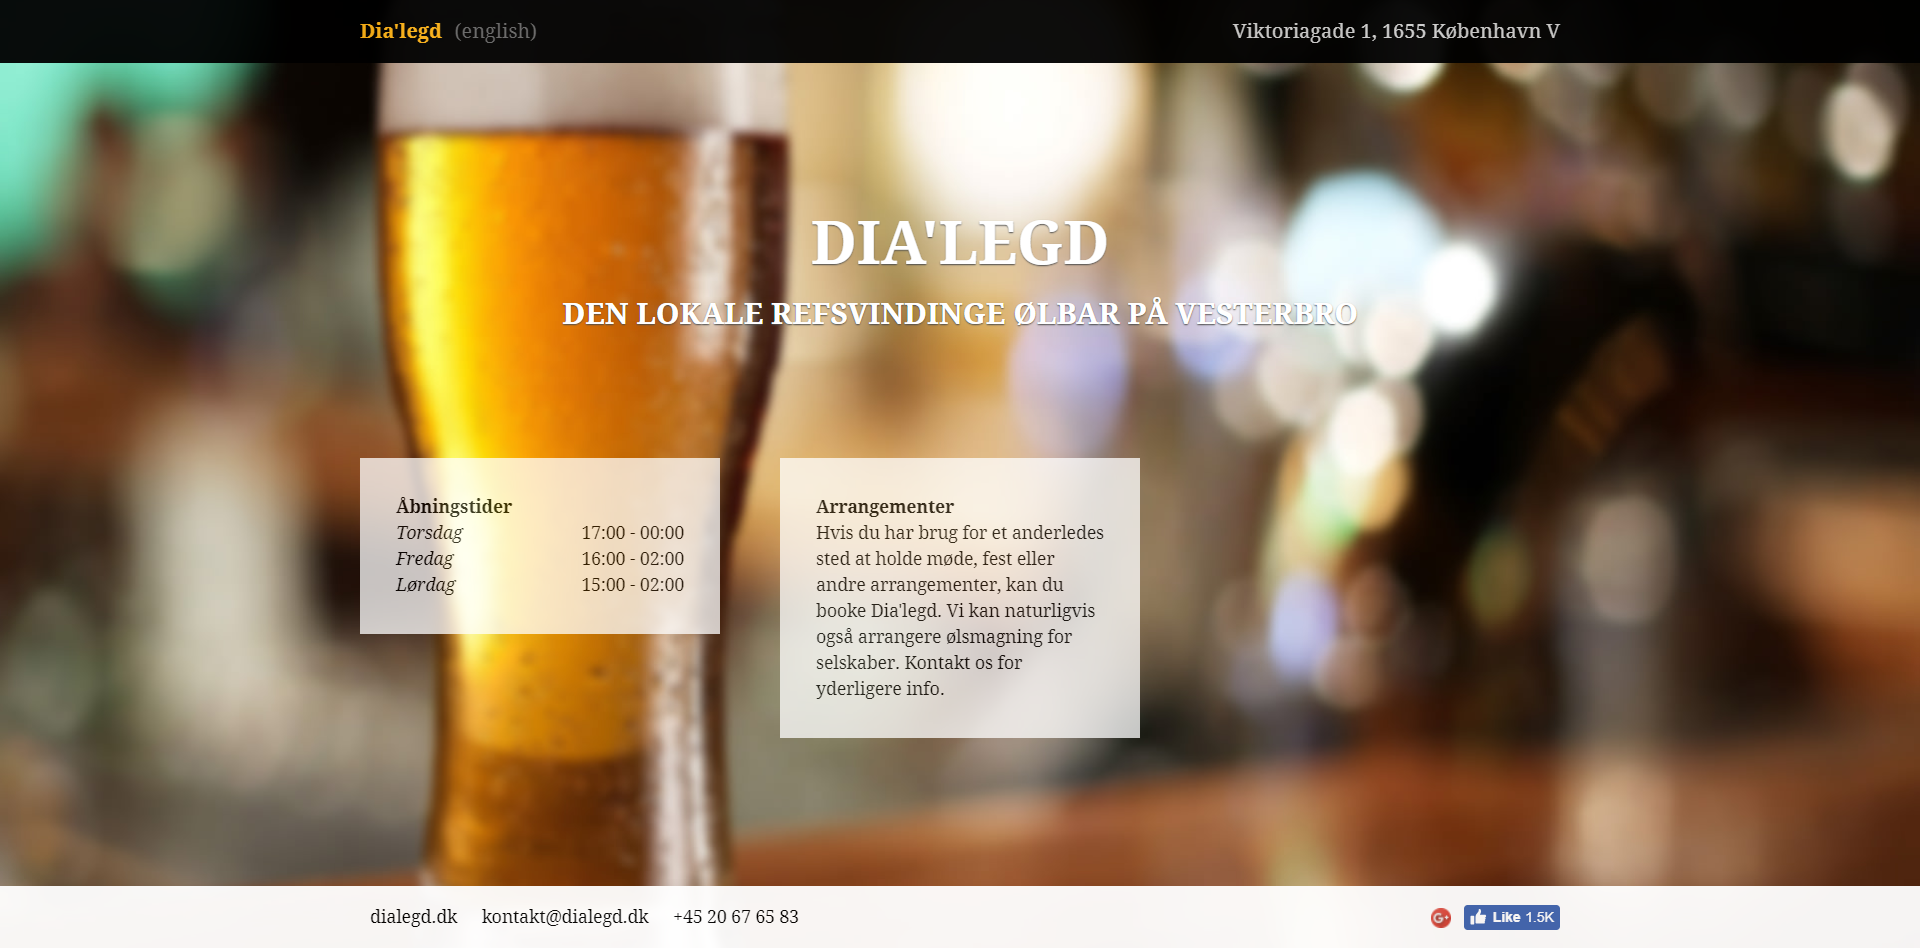 Dia'legd (english)
Viktoriagade 1, 1655 København V
DIA'LEGD
DEN LOKALE REFSVINDINGE ØLBAR PÅ VESTERBRO
Åbningstider
Torsdag 17:00 - 00:00
Fredag 16:00 - 02:00
Lørdag 15:00 - 02:00
Arrangementer
Hvis du har brug for et anderledes
sted at holde møde, fest eller
andre arrangementer, kan du
booke Dia'legd. Vi kan naturligvis
også arrangere ølsmagning for
selskaber. Kontakt os for
yderligere info.
dialegd.dk kontakt@dialegd.dk +45 20 67 65 83
G+ Like 1.5K